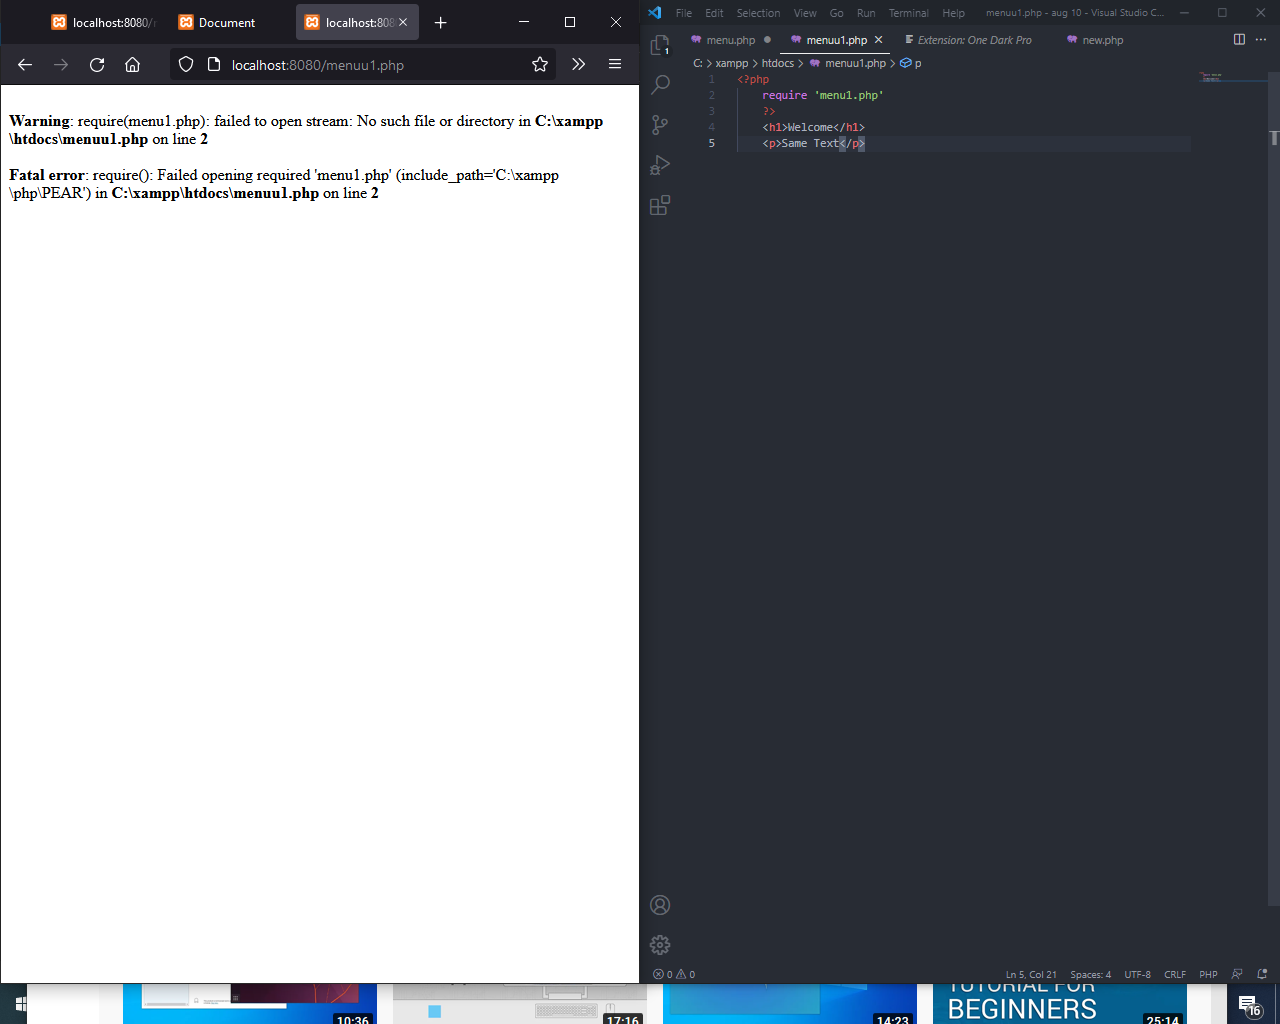 localhost:8080/
Document
localhost:808
localhost:8080/menuu1.php
Warning: require(menu1.php): failed to open stream: No such file or directory in C:\xampp
\htdocs\menuu1.php on line 2
Fatal error: require(): Failed opening required 'menu1.php' (include_path='C:\xampp
\php\PEAR') in C:\xampp\htdocs\menuu1.php on line 2
File Edit Selection View Go Run Terminal Help menuu1.php - aug 10 - Visual Studio C...
menu.php menuu1.php Extension: One Dark Pro new.php
C: > xampp > htdocs > menuu1.php > p
1 <?php
2 require 'menu1.php'
3 ?>
4 <h1>Welcome</h1>
5 <p>Same Text</p>
1
0 0 Ln 5, Col 21 Spaces: 4 UTF-8 CRLF PHP
TUTORIAL FOR
BEGINNERS
10:36
17:16
14:23
25:14
16